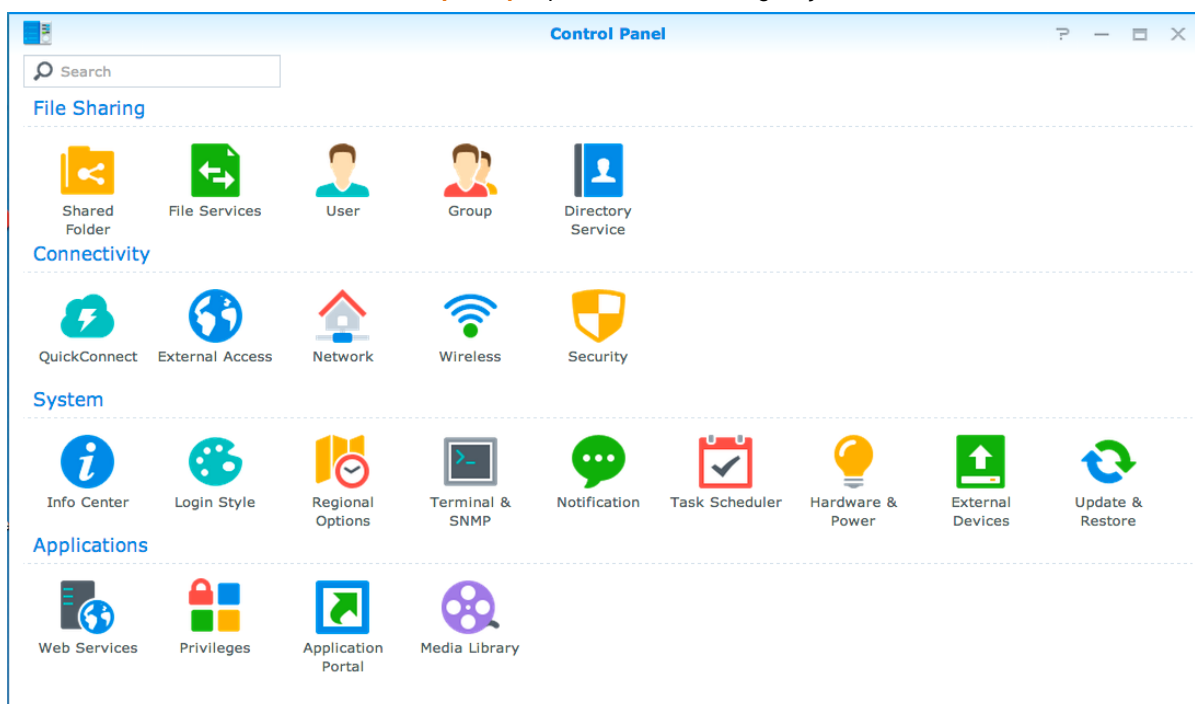 Control Panel
Search
File Sharing
Shared Folder
File Services
User
Group
Directory Service
Connectivity
QuickConnect
External Access
Network
Wireless
Security
System
Info Center
Login Style
Regional Options
Terminal & SNMP
Notification
Task Scheduler
Hardware & Power
External Devices
Update & Restore
Applications
Web Services
Privileges
Application Portal
Media Library